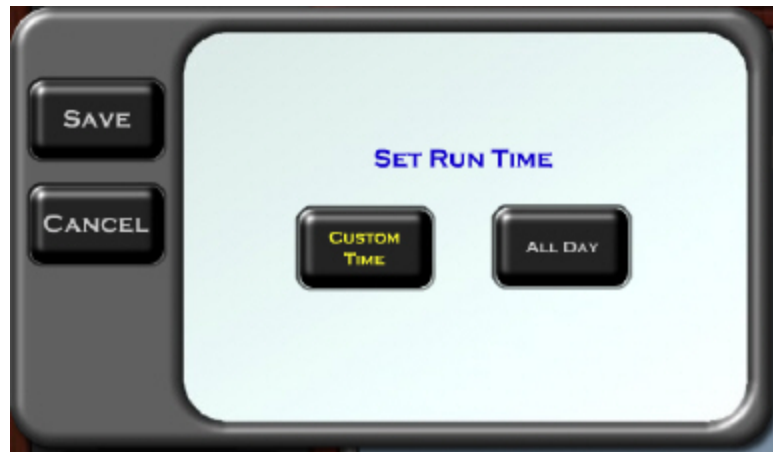 SAVE
CANCEL
SET RUN TIME
CUSTOM
TIME
ALL DAY